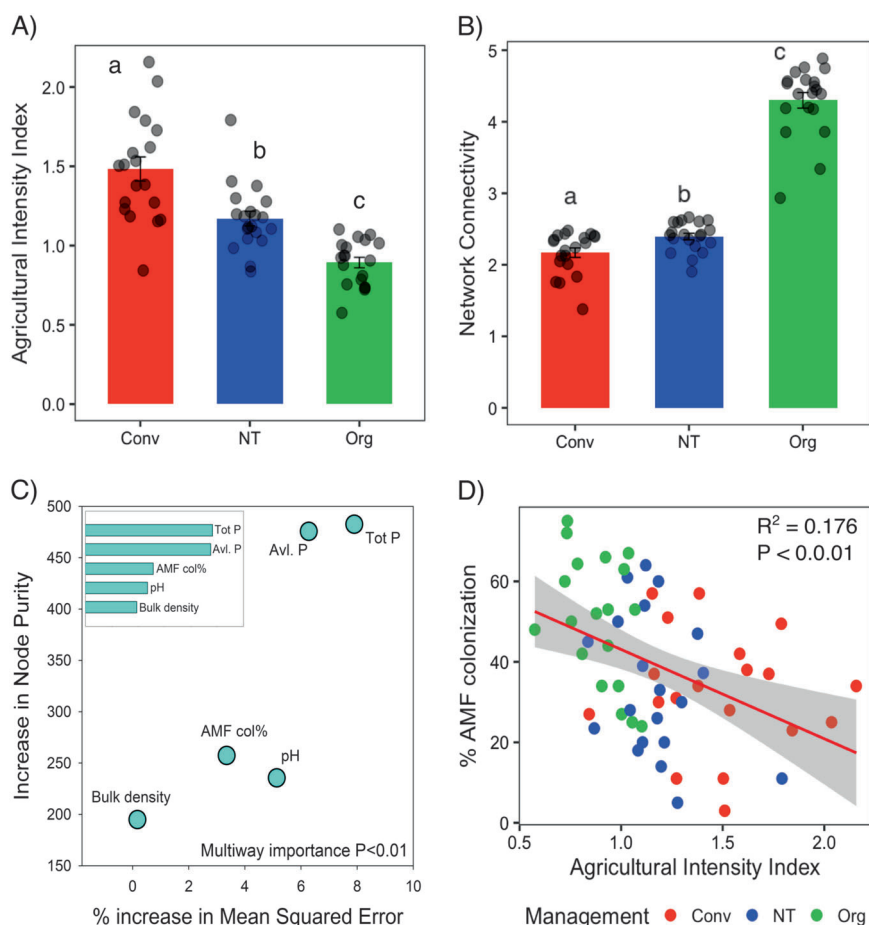 A)
Agricultural Intensity Index
2.0
1.5
1.0
0.5
0.0
a
b
c
Conv
NT
Org
B)
Network Connectivity
5
4
3
2
1
0
a
b
c
Conv
NT
Org
C)
Increase in Node Purity
500
450
400
350
300
250
200
150
Tot P
Avl. P
AMF col%
pH
Bulk density
Avl. P
Tot P
AMF col%
pH
Bulk density
Multiway importance P<0.01
0
2
4
6
8
10
% increase in Mean Squared Error
D)
% AMF colonization
60
40
20
0
R² = 0.176
P < 0.0.01
0.5
1.0
1.5
2.0
Agricultural Intensity Index
Management Conv NT Org